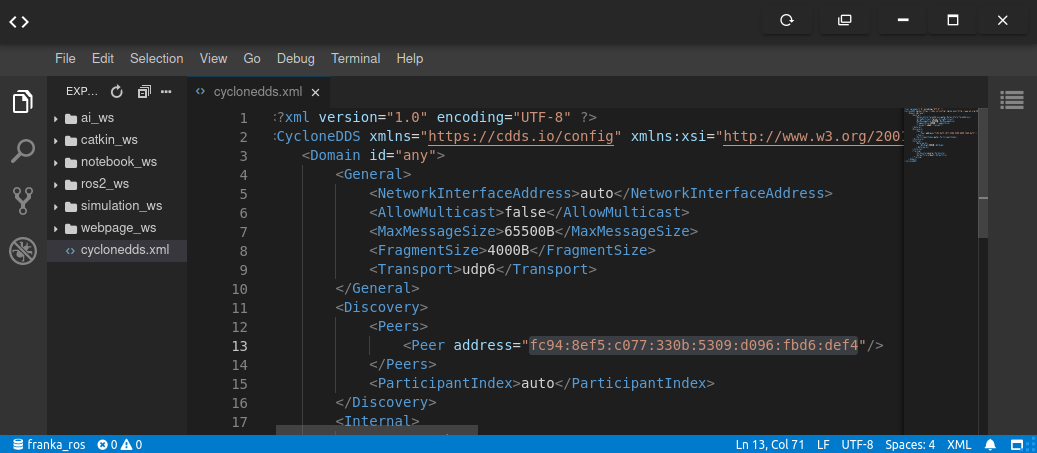 File Edit Selection View Go Debug Terminal Help
EXP...
ai_ws
catkin_ws
notebook_ws
ros2_ws
simulation_ws
webpage_ws
cyclonedds.xml
cyclonedds.xml
1 ?xml version="1.0" encoding="UTF-8" ?>
2 CycloneDDS xmlns="https://cdds.io/config" xmlns:xsi="http://www.w3.org/2001
3 <Domain id="any">
4 <General>
5 <NetworkInterfaceAddress>auto</NetworkInterfaceAddress>
6 <AllowMulticast>false</AllowMulticast>
7 <MaxMessageSize>65500B</MaxMessageSize>
8 <FragmentSize>4000B</FragmentSize>
9 <Transport>udp6</Transport>
10 </General>
11 <Discovery>
12 <Peers>
13 <Peer address="fc94:8ef5:c077:330b:5309:d096:fbd6:def4"/>
14 </Peers>
15 <ParticipantIndex>auto</ParticipantIndex>
16 </Discovery>
17 <Internal>
franka_ros 0 0 Ln 13, Col 71 LF UTF-8 Spaces: 4 XML